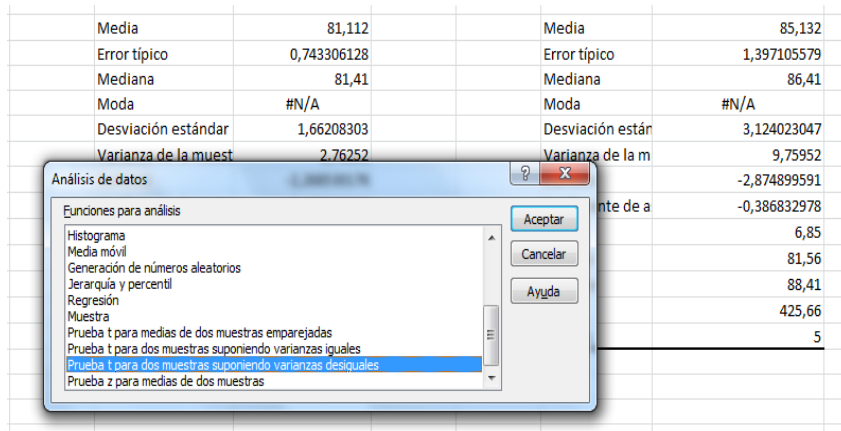 Media 81,112 Media 85,132
Error típico 0,743306128 Error típico 1,397105579
Mediana 81,41 Mediana 86,41
Moda #N/A Moda #N/A
Desviación estándar 1,66208303 Desviación están 3,124023047
Varianza de la muest 2,76252 Varianza de la m 9,75952
Análisis de datos
-2,874899591
Funciones para análisis
nte de a -0,386832978
Aceptar
Histograma
6,85
Media móvil
Cancelar
81,56
Generación de números aleatorios
Jerarquía y percentil
Ayuda
88,41
Regresión
Muestra
425,66
Prueba t para medias de dos muestras emparejadas
5
Prueba t para dos muestras suponiendo varianzas iguales
Prueba t para dos muestras suponiendo varianzas desiguales
Prueba z para medias de dos muestras